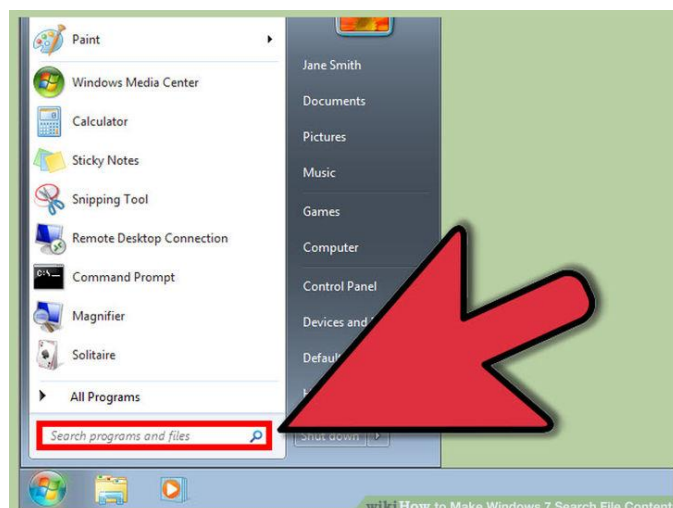 Paint
Windows Media Center
Calculator
Sticky Notes
Snipping Tool
Remote Desktop Connection
C:\
Command Prompt
Magnifier
Solitaire
All Programs
Search programs and files
Jane Smith
Documents
Pictures
Music
Games
Computer
Control Panel
Devices and
Default
Shut down
wikiHow to Make Windows 7 Search File Content